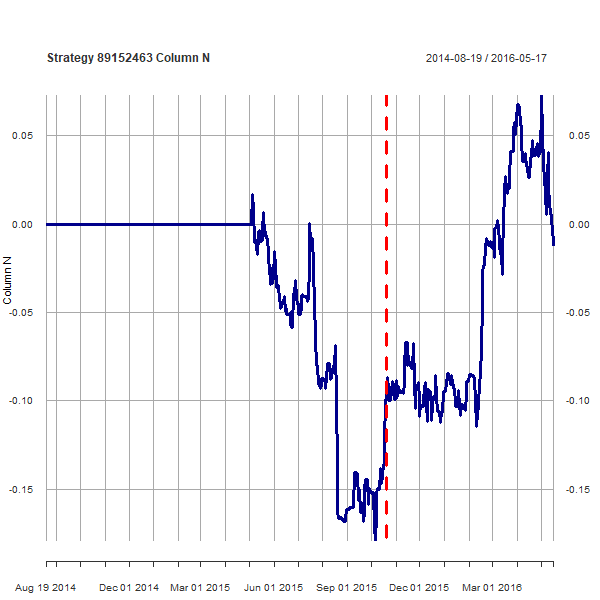 Strategy 89152463 Column N 2014-08-19 / 2016-05-17
0.05 0.05
0.00 0.00
Column N
-0.05 -0.05
-0.10 -0.10
-0.15 -0.15
Aug 19 2014 Dec 01 2014 Mar 01 2015 Jun 01 2015 Sep 01 2015 Dec 01 2015 Mar 01 2016